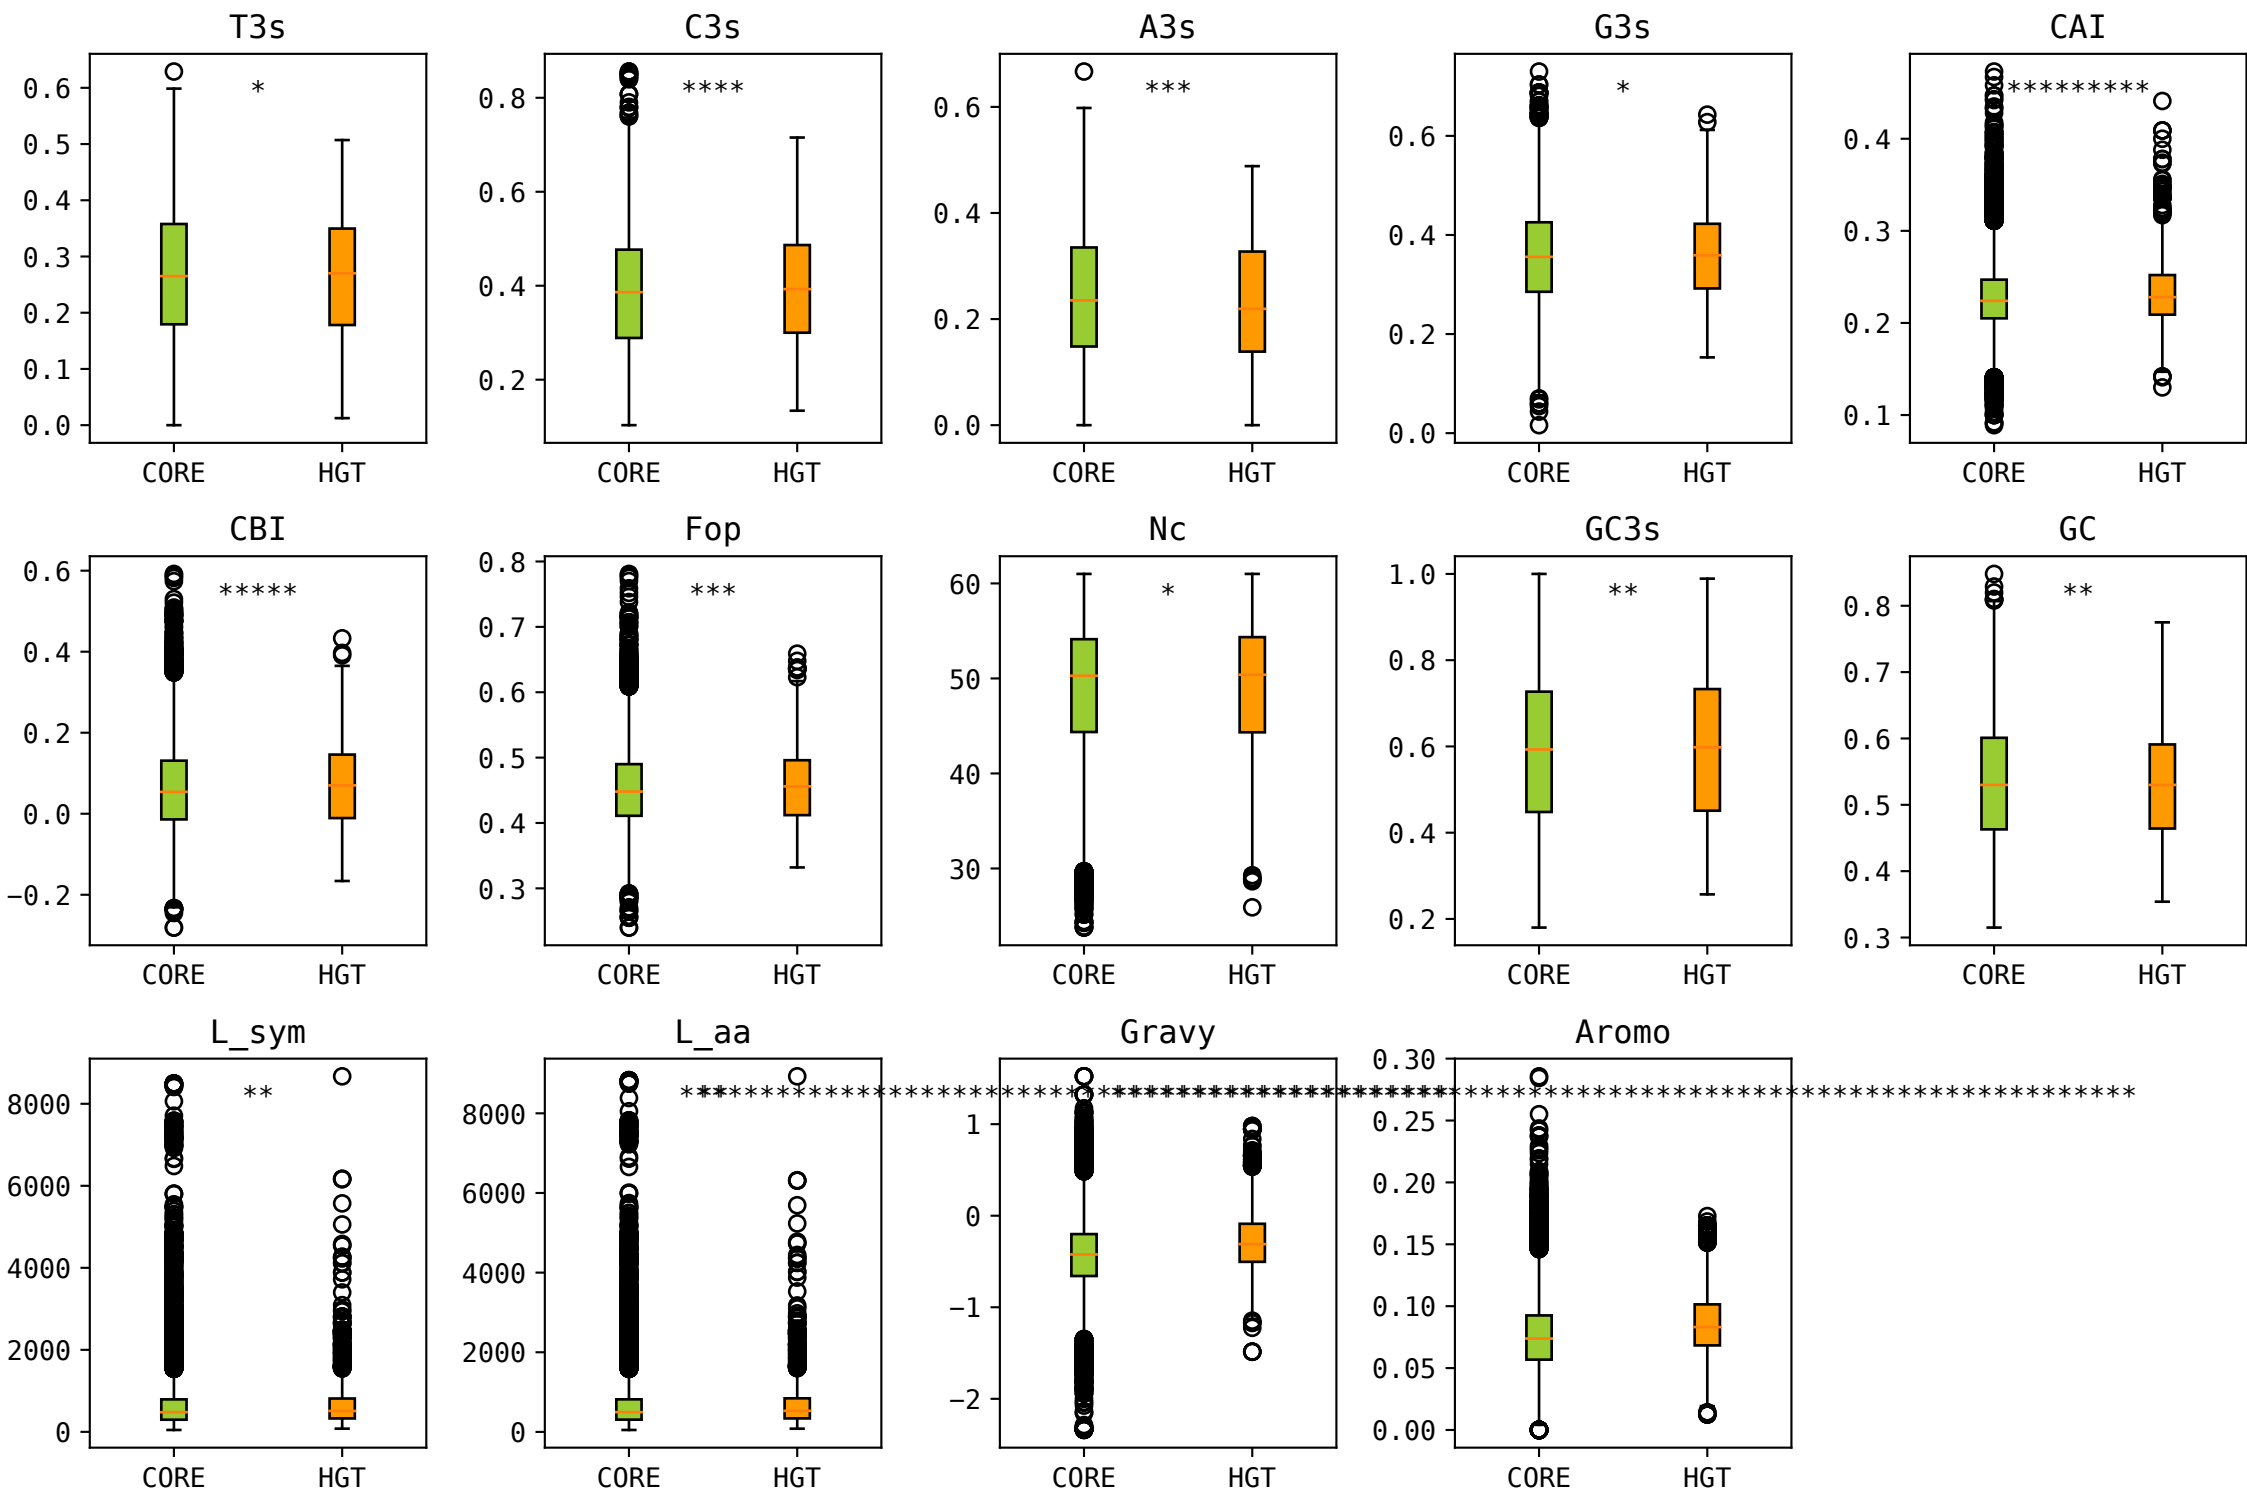 T3s
C3s
A3s
G3s
CAI
0.6
0.5
0.4
0.3
0.2
0.1
0.0
*
CORE
HGT
0.8
0.6
0.4
0.2
****
CORE
HGT
0.6
0.4
0.2
0.0
***
CORE
HGT
0.6
0.4
0.2
0.0
*
CORE
HGT
0.4
0.3
0.2
0.1
*********
CORE
HGT
CBI
Fop
Nc
GC3s
GC
0.6
0.4
0.2
0.0
−0.2
*****
CORE
HGT
0.8
0.7
0.6
0.5
0.4
0.3
***
CORE
HGT
60
50
40
30
*
CORE
HGT
1.0
0.8
0.6
0.4
0.2
**
CORE
HGT
0.8
0.7
0.6
0.5
0.4
0.3
**
CORE
HGT
L_sym
L_aa
Gravy
Aromo
8000
6000
4000
2000
0
**
CORE
HGT
8000
6000
4000
2000
0
CORE
HGT
1
0
−1
−2
CORE
HGT
0.30
0.25
0.20
0.15
0.10
0.05
0.00
CORE
HGT